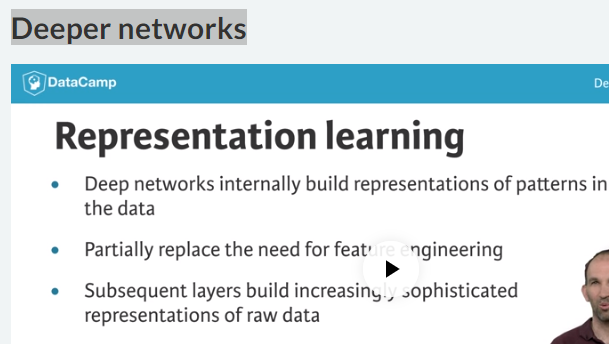 Deeper networks
DataCamp
De
Representation learning
Deep networks internally build representations of patterns in
the data
Partially replace the need for feature engineering
Subsequent layers build increasingly sophisticated
representations of raw data